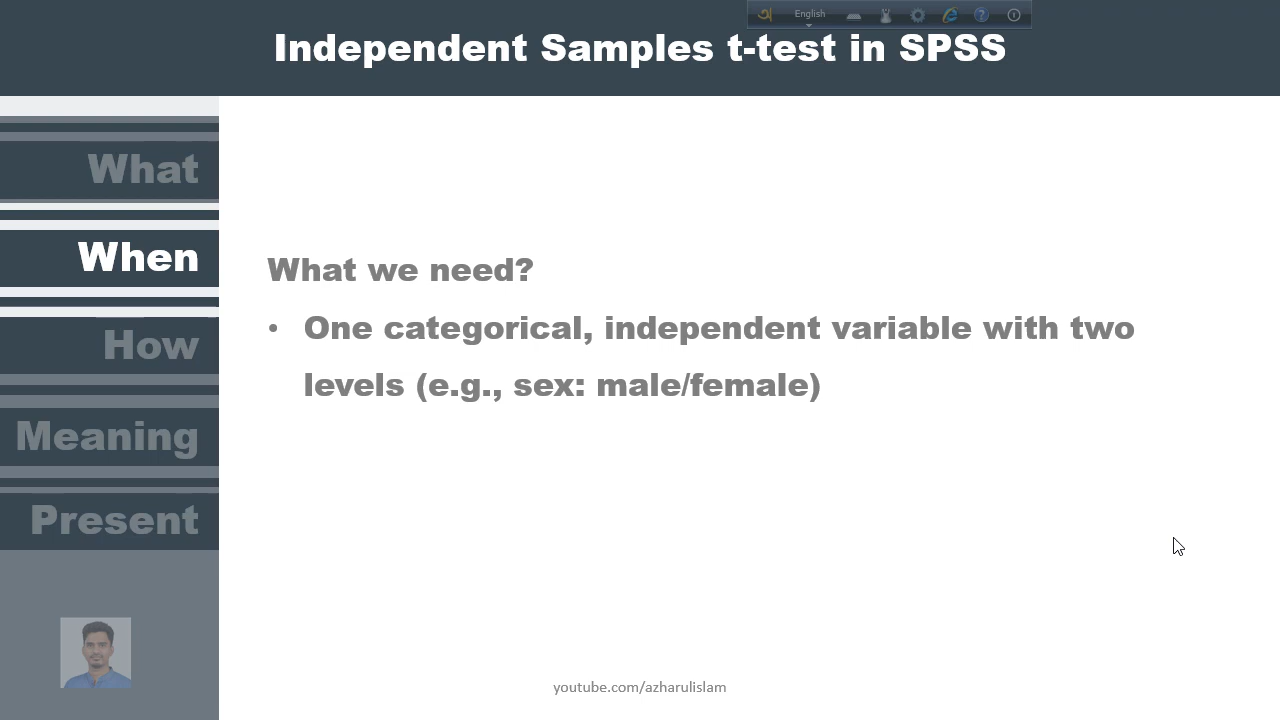 English
Independent Samples t-test in SPSS
What
When
How
Meaning
Present
What we need?
• One categorical, independent variable with two
levels (e.g., sex: male/female)
youtube.com/azharulislam